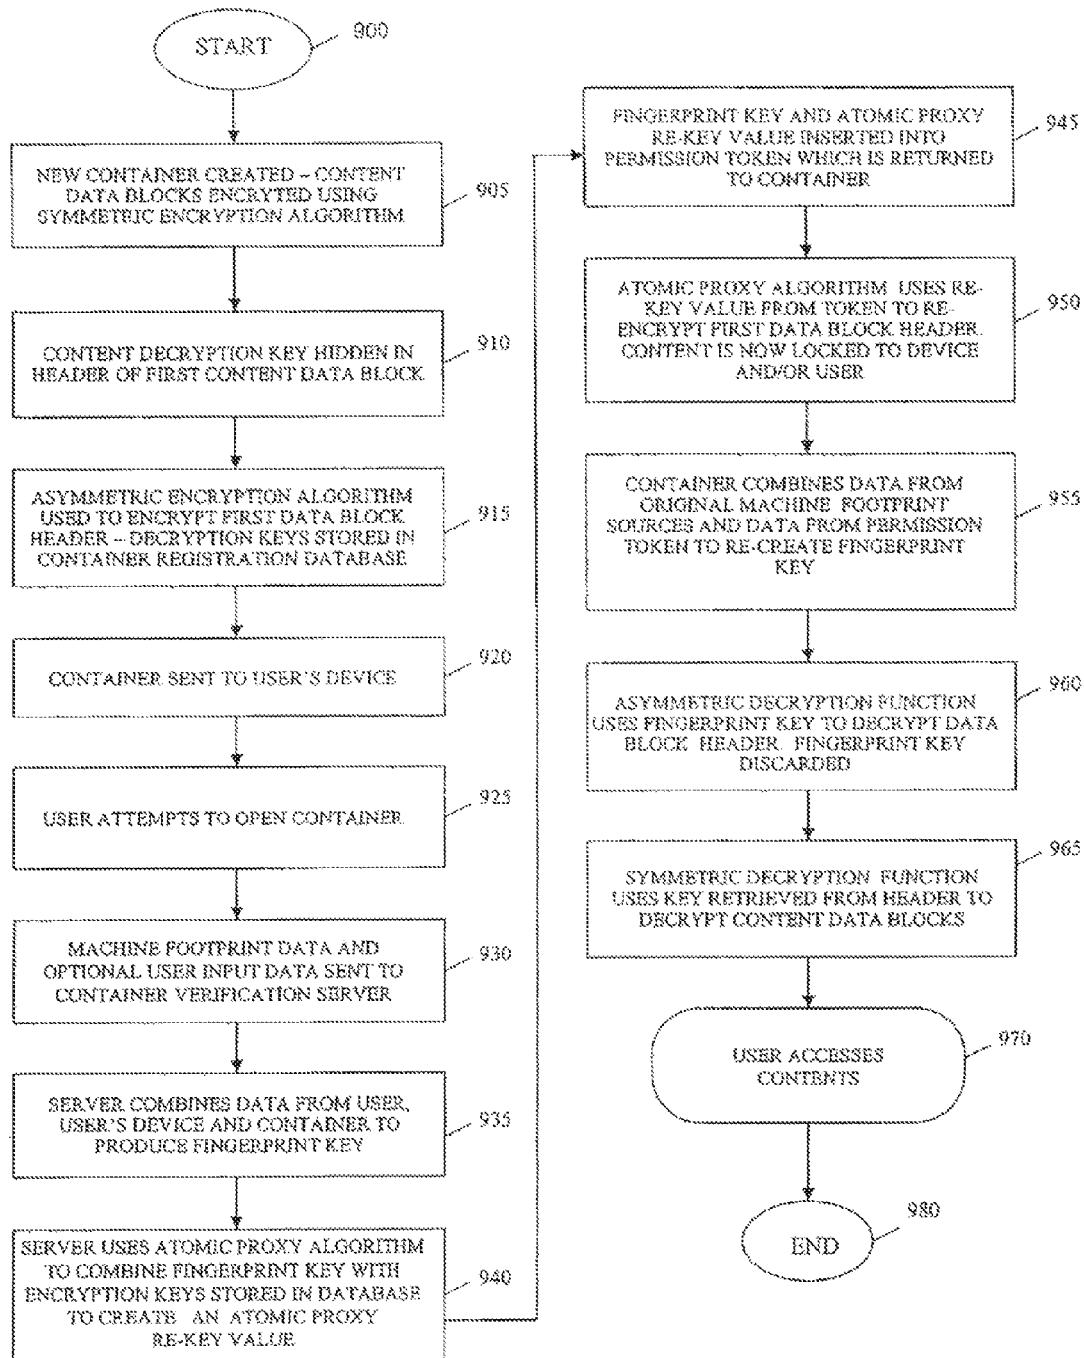 START
900
NEW CONTAINER CREATED – CONTENT
DATA BLOCKS ENCRYTED USING
SYMMETRIC ENCRYPTION ALGORITHM
905
CONTENT DECRYPTION KEY HIDDEN IN
HEADER OF FIRST CONTENT DATA BLOCK
910
ASYMMETRIC ENCRYPTION ALGORITHM
USED TO ENCRYPT FIRST DATA BLOCK
HEADER – DECRYPTION KEYS STORED IN
CONTAINER REGISTRATION DATABASE
915
CONTAINER SENT TO USER'S DEVICE
920
USER ATTEMPTS TO OPEN CONTAINER
925
MACHINE FOOTPRINT DATA AND
OPTIONAL USER INPUT DATA SENT TO
CONTAINER VERIFICATION SERVER
930
SERVER COMBINES DATA FROM USER,
USER'S DEVICE AND CONTAINER TO
PRODUCE FINGERPRINT KEY
935
SERVER USES ATOMIC PROXY ALGORITHM
TO COMBINE FINGERPRINT KEY WITH
ENCRYPTION KEYS STORED IN DATABASE
TO CREATE AN ATOMIC PROXY
RE-KEY VALUE
940
FINGERPRINT KEY AND ATOMIC PROXY
RE-KEY VALUE INSERTED INTO
PERMISSION TOKEN WHICH IS RETURNED
TO CONTAINER
945
ATOMIC PROXY ALGORITHM USES RE-
KEY VALUE FROM TOKEN TO RE-
ENCRYPT FIRST DATA BLOCK HEADER.
CONTENT IS NOW LOCKED TO DEVICE
AND/OR USER
950
CONTAINER COMBINES DATA FROM
ORIGINAL MACHINE FOOTPRINT
SOURCES AND DATA FROM PERMISSION
TOKEN TO RE-CREATE FINGERPRINT
KEY
955
ASYMMETRIC DECRYPTION FUNCTION
USES FINGERPRINT KEY TO DECRYPT DATA
BLOCK HEADER. FINGERPRINT KEY
DISCARDED
960
SYMMETRIC DECRYPTION FUNCTION
USES KEY RETRIEVED FROM HEADER TO
DECRYPT CONTENT DATA BLOCKS
965
USER ACCESSES
CONTENTS
970
END
980